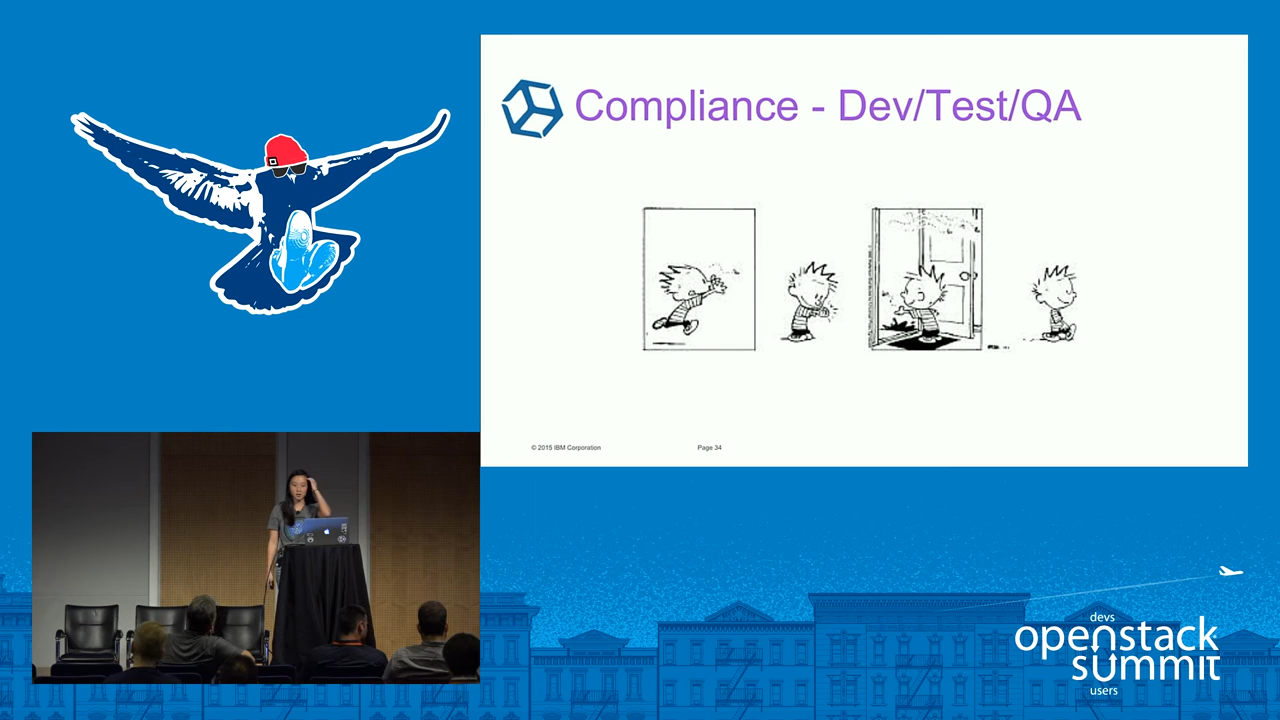 Compliance - Dev/Test/QA
© 2015 IBM Corporation
Page 34
devs
openstack
summit
users